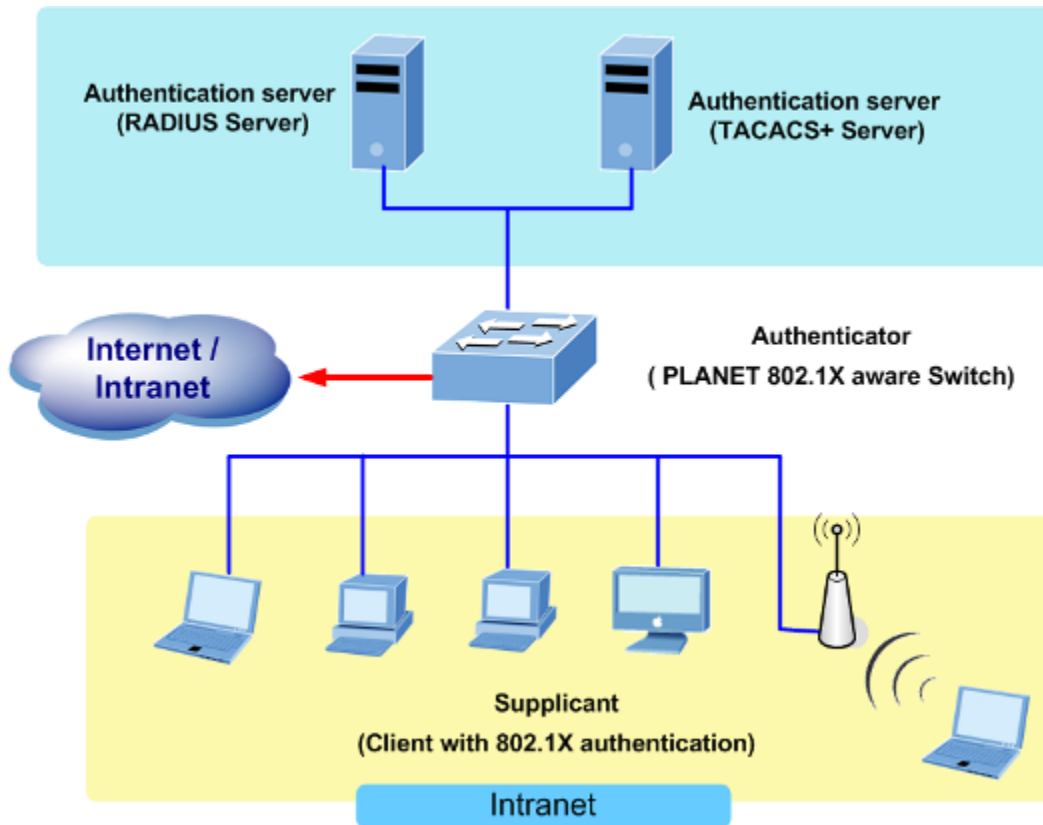 Authentication server
(RADIUS Server)
Authentication server
(TACACS+ Server)
Internet /
Intranet
Authenticator
( PLANET 802.1X aware Switch)
Supplicant
(Client with 802.1X authentication)
Intranet